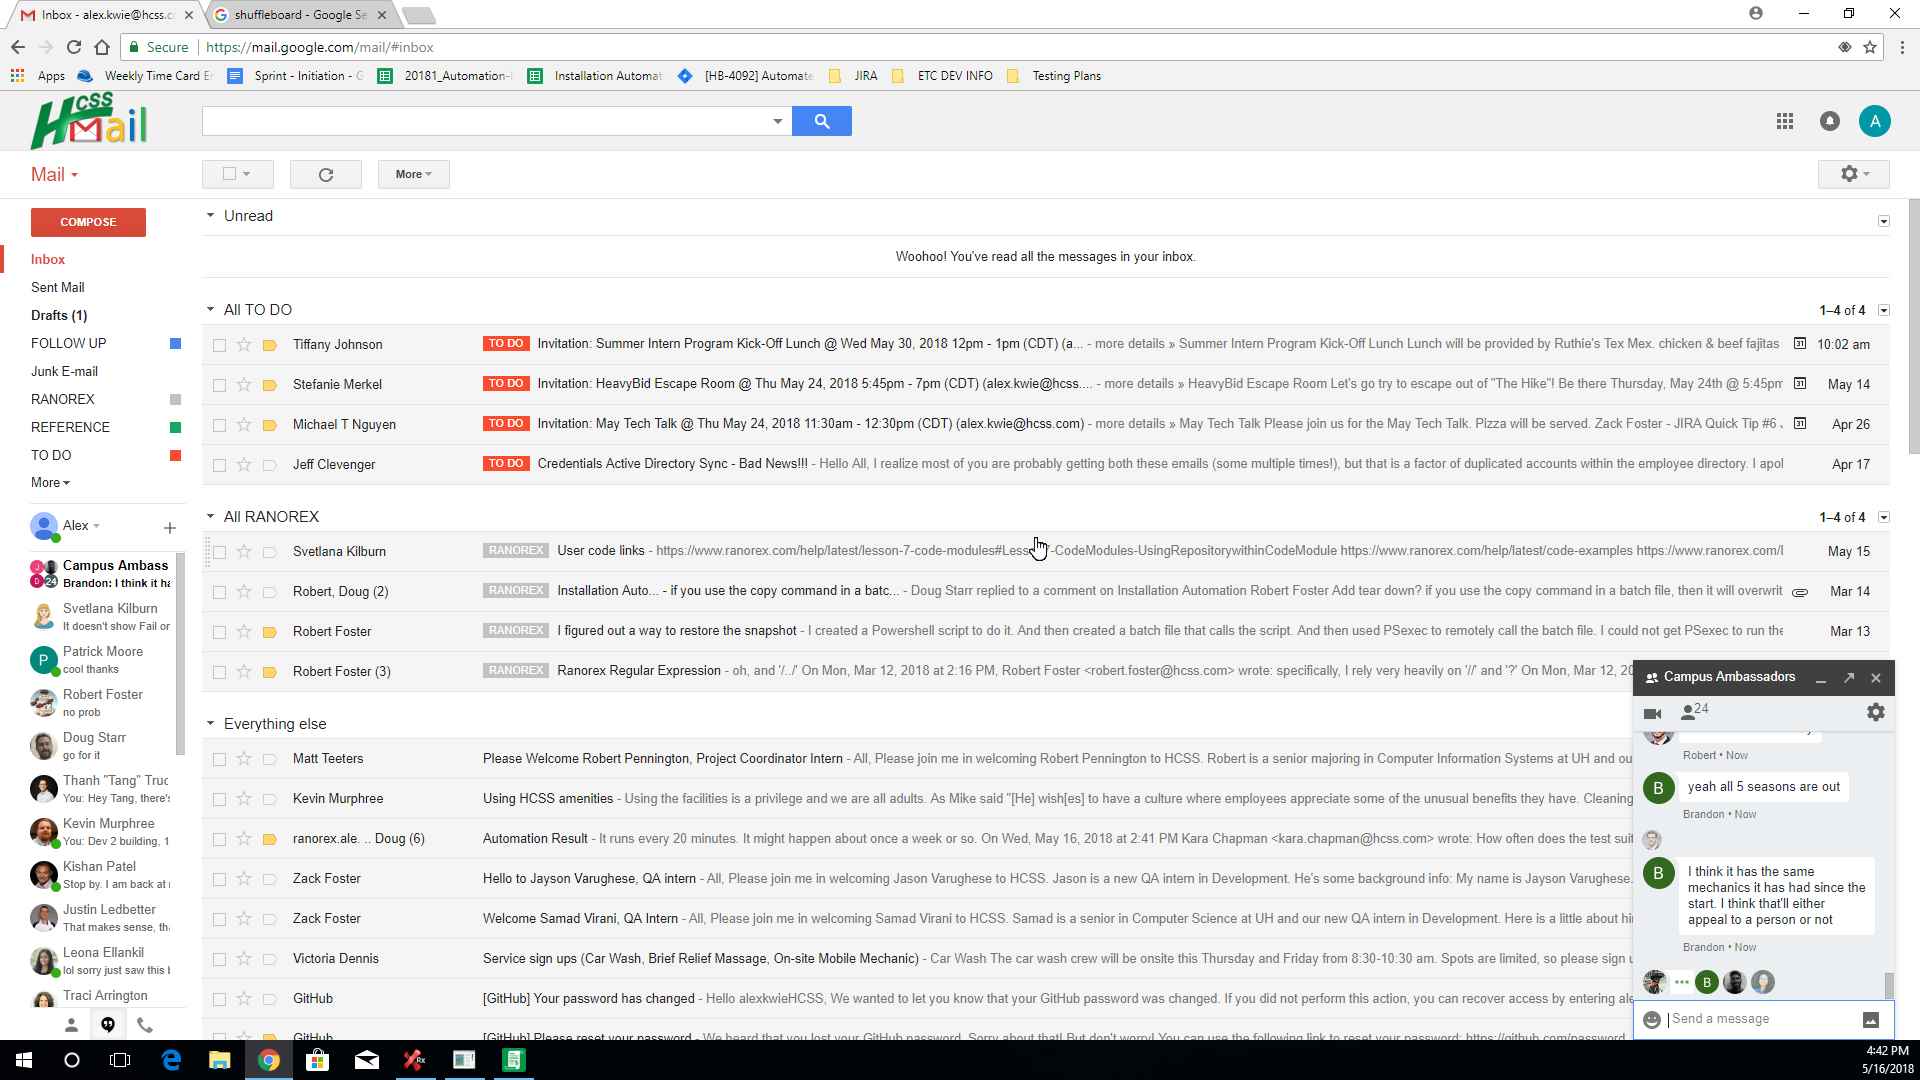 Inbox - alex.kwie@hcss.c
shuffleboard - Google Se
Secure
https://mail.google.com/mail/#inbox
Apps
Weekly Time Card E
Sprint - Initiation - G
20181_Automation-
Installation Automat
[HB-4092] Automate
JIRA
ETC DEV INFO
Testing Plans
HCSS Mail
A
Mail
More
COMPOSE
Inbox
Sent Mail
Drafts (1)
FOLLOW UP
Junk E-mail
RANOREX
REFERENCE
TO DO
More
Alex
Campus Ambass
Brandon: I think it ha
24
Svetlana Kilburn
It doesn't show Fail or
P
Patrick Moore
cool thanks
Robert Foster
no prob
Doug Starr
go for it
Thanh "Tang" Truc
You: Hey Tang, there's
Kevin Murphree
You: Dev 2 building, 1
Kishan Patel
Stop by. I am back at
Justin Ledbetter
That makes sense, th
Leona Ellankil
lol sorry just saw this
Traci Arrington
Unread
Woohoo! You've read all the messages in your inbox.
All TO DO
1–4 of 4
Tiffany Johnson TO DO Invitation: Summer Intern Program Kick-Off Lunch @ Wed May 30, 2018 12pm - 1pm (CDT) (a... - more details » Summer Intern Program Kick-Off Lunch Lunch will be provided by Ruthie's Tex Mex. chicken & beef fajitas 31 10:02 am
Stefanie Merkel TO DO Invitation: HeavyBid Escape Room @ Thu May 24, 2018 5:45pm - 7pm (CDT) (alex.kwie@hcss.... - more details » HeavyBid Escape Room Let's go try to escape out of "The Hike"! Be there Thursday, May 24th @ 5:45pm 31 May 14
Michael T Nguyen TO DO Invitation: May Tech Talk @ Thu May 24, 2018 11:30am - 12:30pm (CDT) (alex.kwie@hcss.com) - more details » May Tech Talk Please join us for the May Tech Talk. Pizza will be served. Zack Foster - JIRA Quick Tip #6 31 Apr 26
Jeff Clevenger TO DO Credentials Active Directory Sync - Bad News!!! - Hello All, I realize most of you are probably getting both these emails (some multiple times!), but that is a factor of duplicated accounts within the employee directory. I apol Apr 17
All RANOREX
1–4 of 4
Svetlana Kilburn RANOREX User code links - https://www.ranorex.com/help/latest/lesson-7-code-modules#Less 7-CodeModules-UsingRepositorywithinCodeModule https://www.ranorex.com/help/latest/code-examples https://www.ranorex.com/l May 15
Robert, Doug (2) RANOREX Installation Auto... - if you use the copy command in a batc... - Doug Starr replied to a comment on Installation Automation Robert Foster Add tear down? if you use the copy command in a batch file, then it will overwrit Mar 14
Robert Foster RANOREX I figured out a way to restore the snapshot - I created a Powershell script to do it. And then created a batch file that calls the script. And then used PSexec to remotely call the batch file. I could not get PSexec to run the Mar 13
Robert Foster (3) RANOREX Ranorex Regular Expression - oh, and '/../' On Mon, Mar 12, 2018 at 2:16 PM, Robert Foster <robert.foster@hcss.com> wrote: specifically, I rely very heavily on '//' and '?' On Mon, Mar 12, 20
Everything else
Matt Teeters Please Welcome Robert Pennington, Project Coordinator Intern - All, Please join me in welcoming Robert Pennington to HCSS. Robert is a senior majoring in Computer Information Systems at UH and ou
Kevin Murphree Using HCSS amenities - Using the facilities is a privilege and we are all adults. As Mike said "[He] wish[es] to have a culture where employees appreciate some of the unusual benefits they have. Cleaning
ranorex.ale. .. Doug (6) Automation Result - It runs every 20 minutes. It might happen about once a week or so. On Wed, May 16, 2018 at 2:41 PM Kara Chapman <kara.chapman@hcss.com> wrote: How often does the test suit
Zack Foster Hello to Jayson Varughese, QA intern - All, Please join me in welcoming Jason Varughese to HCSS. Jason is a new QA intern in Development. He's some background info: My name is Jayson Varughese.
Zack Foster Welcome Samad Virani, QA Intern - All, Please join me in welcoming Samad Virani to HCSS. Samad is a senior in Computer Science at UH and our new QA intern in Development. Here is a little about hi
Victoria Dennis Service sign ups (Car Wash, Brief Relief Massage, On-site Mobile Mechanic) - Car Wash The car wash crew will be onsite this Thursday and Friday from 8:30-10:30 am. Spots are limited, so please sign u
GitHub [GitHub] Your password has changed - Hello alexkwieHCSS, We wanted to let you know that your GitHub password was changed. If you did not perform this action, you can recover access by entering ale
GitHub [GitHub] Please reset your password - We heard that you lost your GitHub password. Sorry about that! But don't worry! You can use the following link to reset your password: https://github.com/password
Campus Ambassadors
24
Robert • Now
B
yeah all 5 seasons are out
Brandon • Now
B
I think it has the same
mechanics it has had since the
start. I think that'll either
appeal to a person or not
Brandon • Now
B
Send a message
4:42 PM
5/16/2018